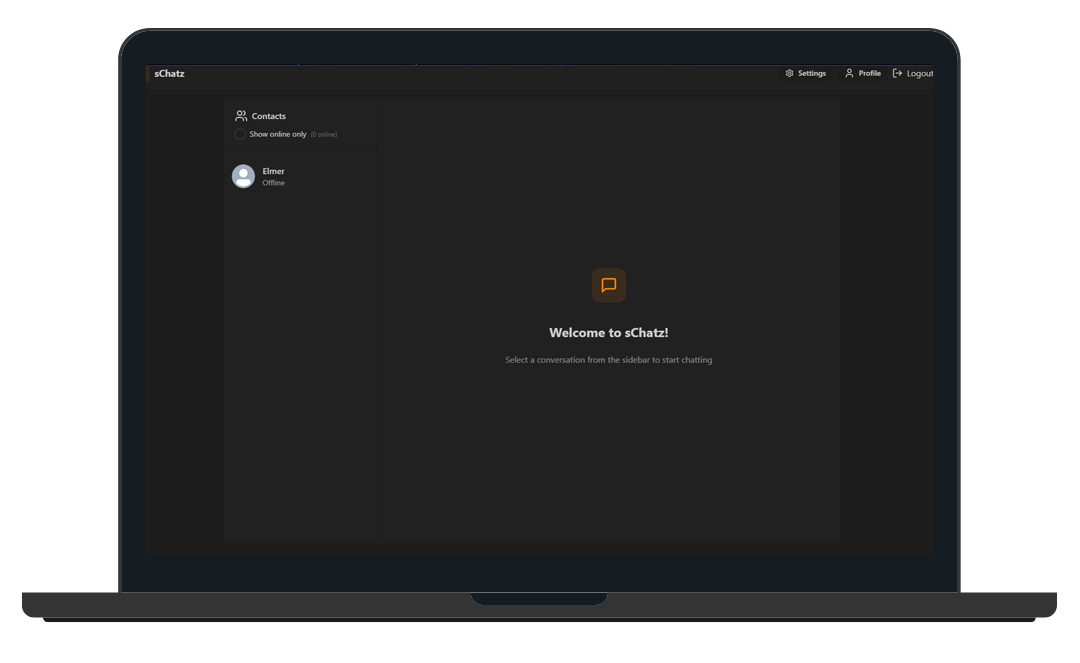 sChatz
Settings
Profile
Logout
Contacts
Show online only (0 online)
Elmer
Offline
Welcome to sChatz!
Select a conversation from the sidebar to start chatting